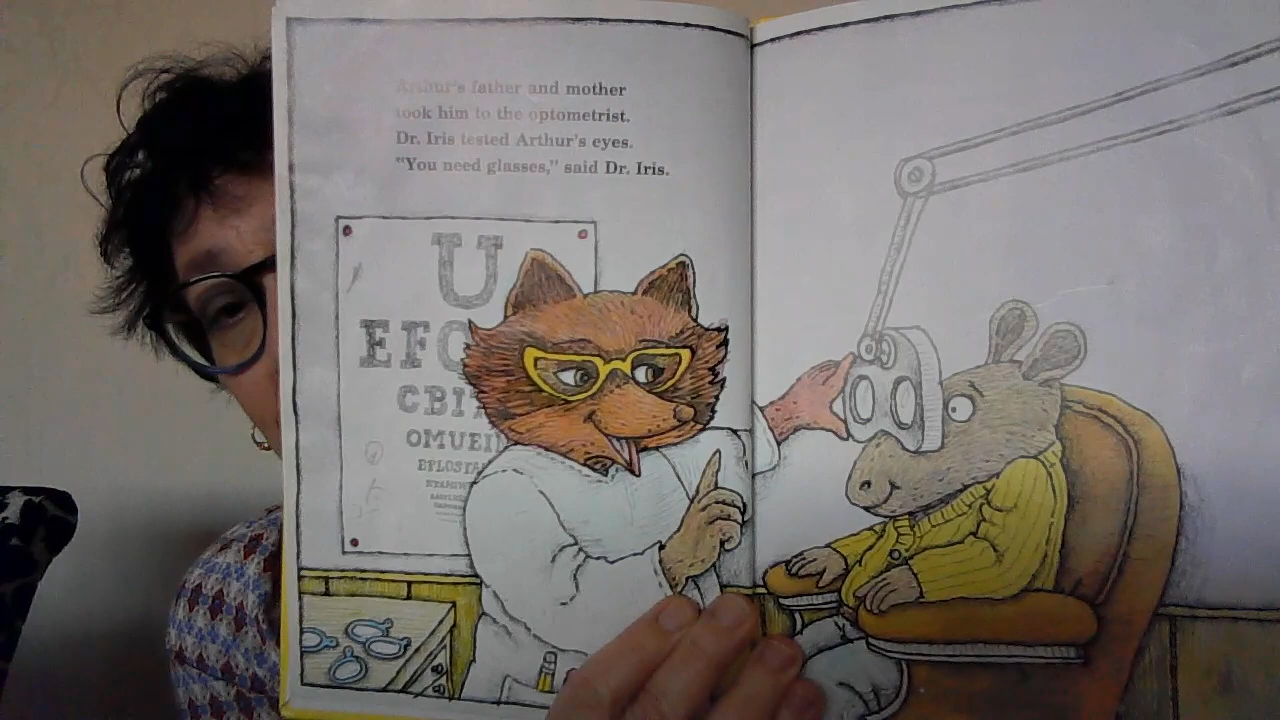 Arthur's father and mother
took him to the optometrist.
Dr. Iris tested Arthur's eyes.
"You need glasses," said Dr. Iris.
U
EFO
CBI
OMUEI